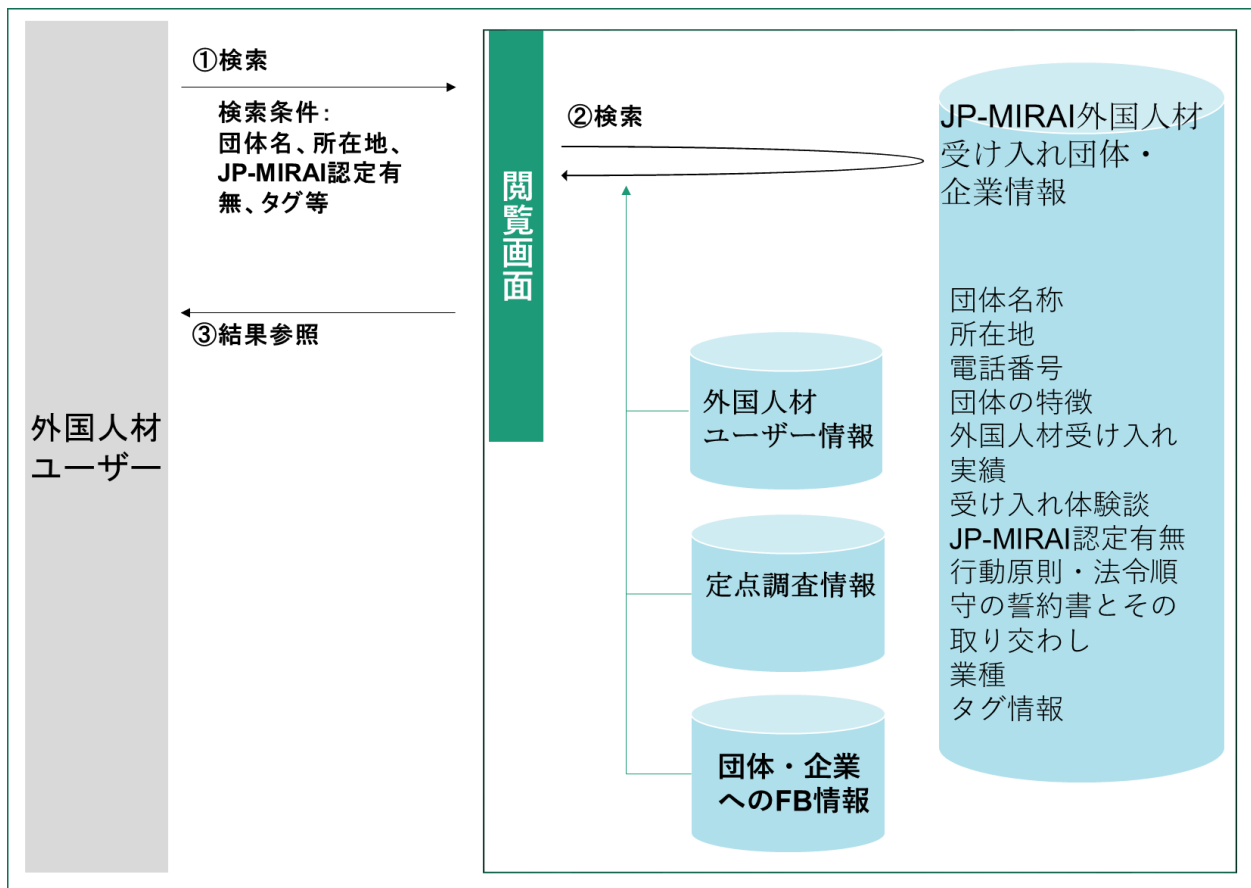 外国人材
ユーザー
①検索
検索条件：
団体名、所在地、
JP-MIRAI認定有
無、タグ等
③結果参照
閲覧画面
②検索
外国人材
ユーザー情報
定点調査情報
団体・企業
へのFB情報
JP-MIRAI外国人材
受け入れ団体・
企業情報
団体名称
所在地
電話番号
団体の特徴
外国人材受け入れ
実績
受け入れ体験談
JP-MIRAI認定有無
行動原則・法令順
守の誓約書とその
取り交わし
業種
タグ情報